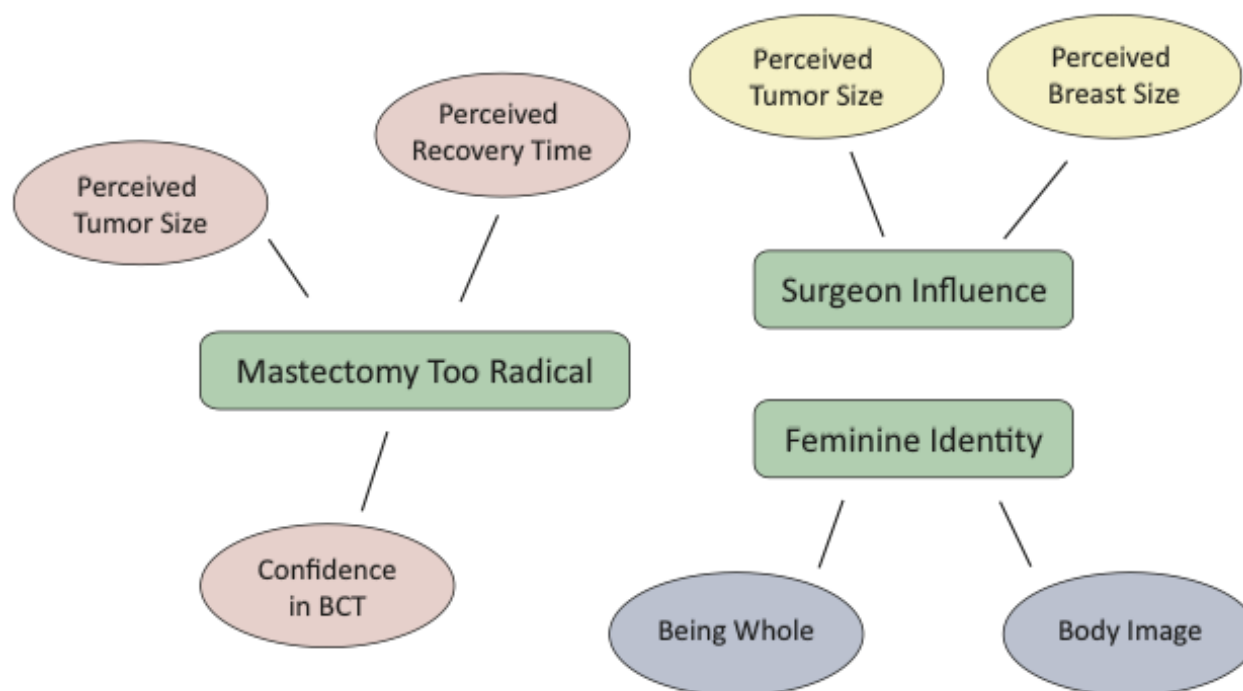 Perceived
Tumor Size
Perceived
Breast Size
Perceived
Recovery Time
Perceived
Tumor Size
Surgeon Influence
Mastectomy Too Radical
Feminine Identity
Confidence
in BCT
Being Whole
Body Image